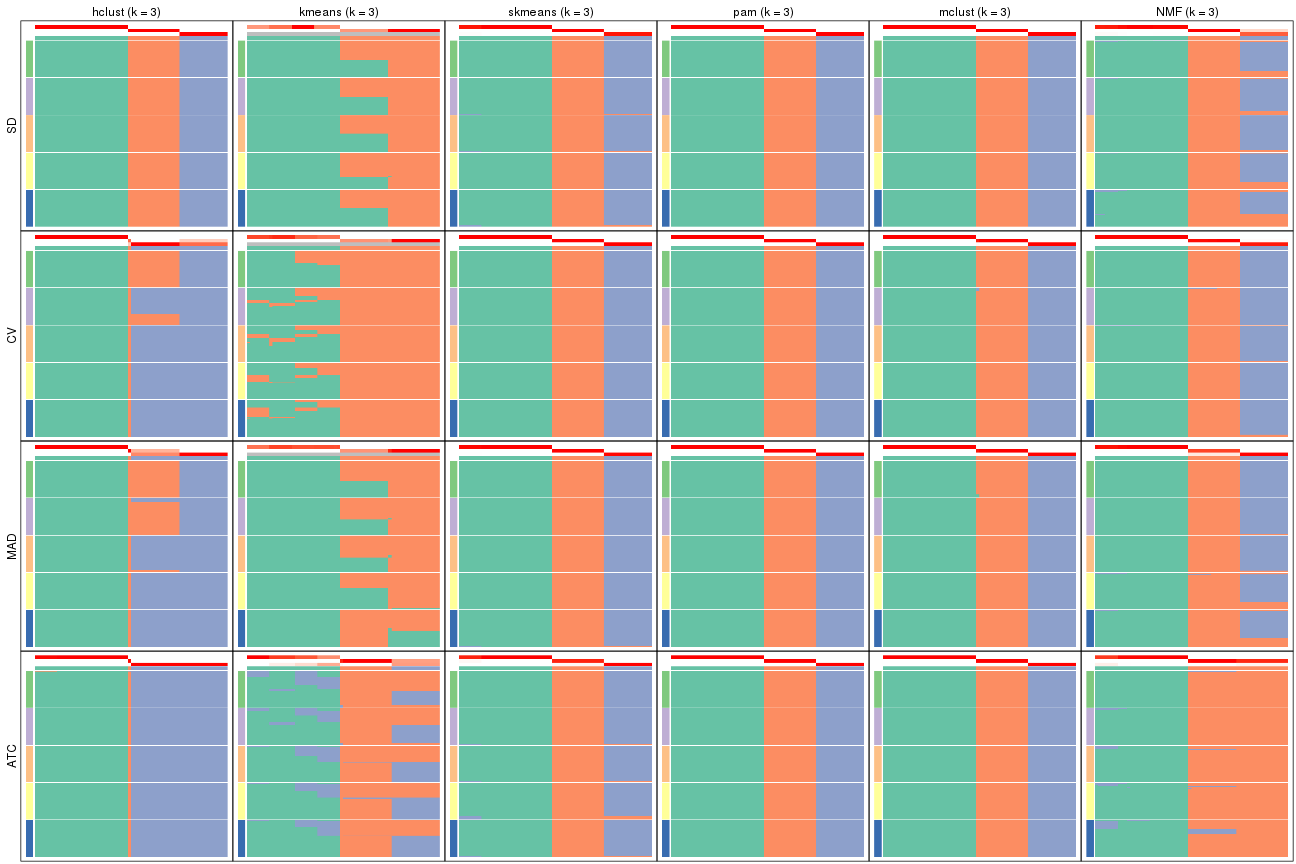 hclust (k = 3)
kmeans (k = 3)
skmeans (k = 3)
pam (k = 3)
mclust (k = 3)
NMF (k = 3)
SD
CV
MAD
ATC